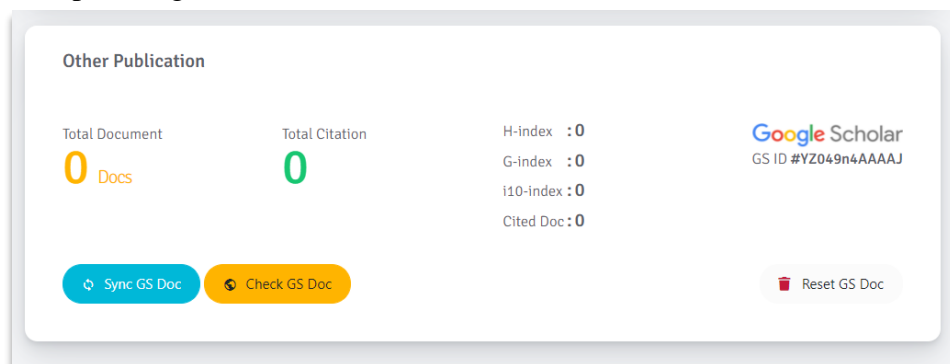 Other Publication
Total Document
0 Docs
Total Citation
0
H-index : 0
G-index : 0
i10-index : 0
Cited Doc : 0
Google Scholar
GS ID #YZ049n4AAAAJ
Sync GS Doc
Check GS Doc
Reset GS Doc